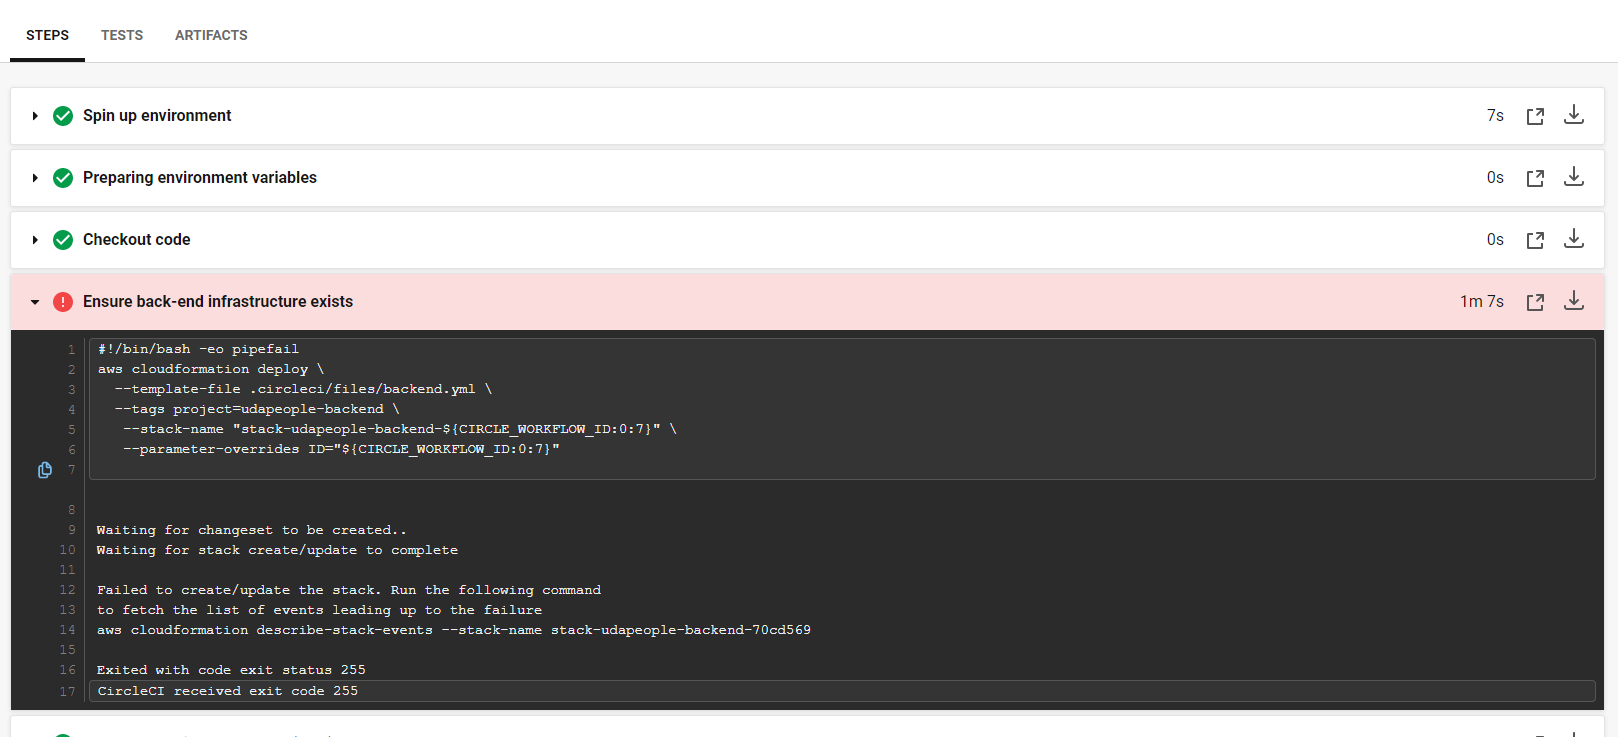 STEPS TESTS ARTIFACTS
Spin up environment 7s
Preparing environment variables 0s
Checkout code 0s
Ensure back-end infrastructure exists 1m 7s
1 #!/bin/bash -eo pipefail
2 aws cloudformation deploy \
3 --template-file .circleci/files/backend.yml \
4 --tags project=udapeople-backend \
5 --stack-name "stack-udapeople-backend-${CIRCLE_WORKFLOW_ID:0:7}" \
6 --parameter-overrides ID="${CIRCLE_WORKFLOW_ID:0:7}"
7
8
9 Waiting for changeset to be created..
10 Waiting for stack create/update to complete
11
12 Failed to create/update the stack. Run the following command
13 to fetch the list of events leading up to the failure
14 aws cloudformation describe-stack-events --stack-name stack-udapeople-backend-70cd569
15
16 Exited with code exit status 255
17 CircleCI received exit code 255